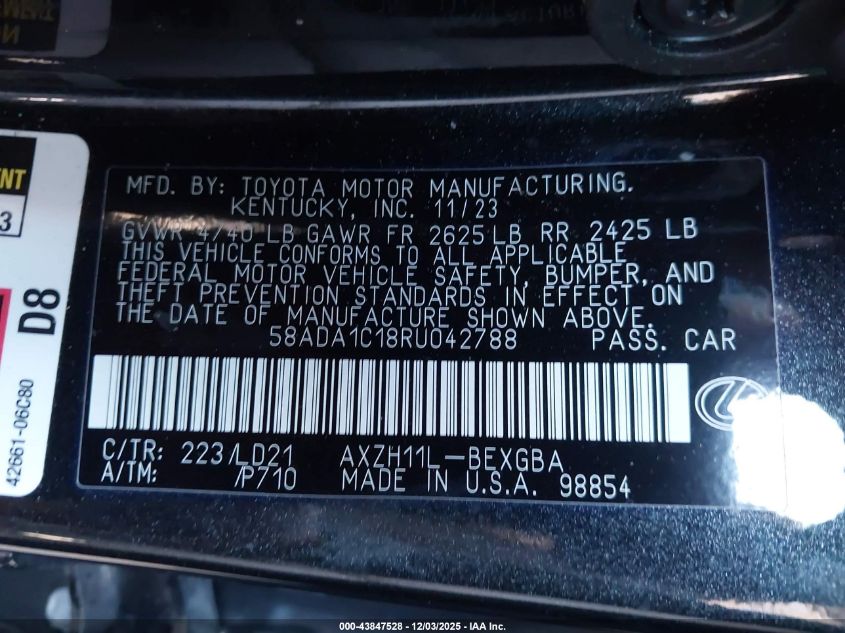 ENT
3
D8
42661-06C80
MFD. BY: TOYOTA MOTOR MANUFACTURING.
KENTUCKY, INC. 11/23
GVWR 4740 LB GAWR FR 2625 LB RR 2425 LB
THIS VEHICLE CONFORMS TO ALL APPLICABLE
FEDERAL MOTOR VEHICLE SAFETY, BUMPER, AND
THEFT PREVENTION STANDARDS IN EFFECT ON
THE DATE OF MANUFACTURE SHOWN ABOVE.
58ADA1C18RU042788 PASS. CAR
C/TR: 223/LD21 AXZH11L-BEXGBA
A/TM: /P710 MADE IN U.S.A. 98854
000-43847528 - 12/03/2025 - IAA Inc.